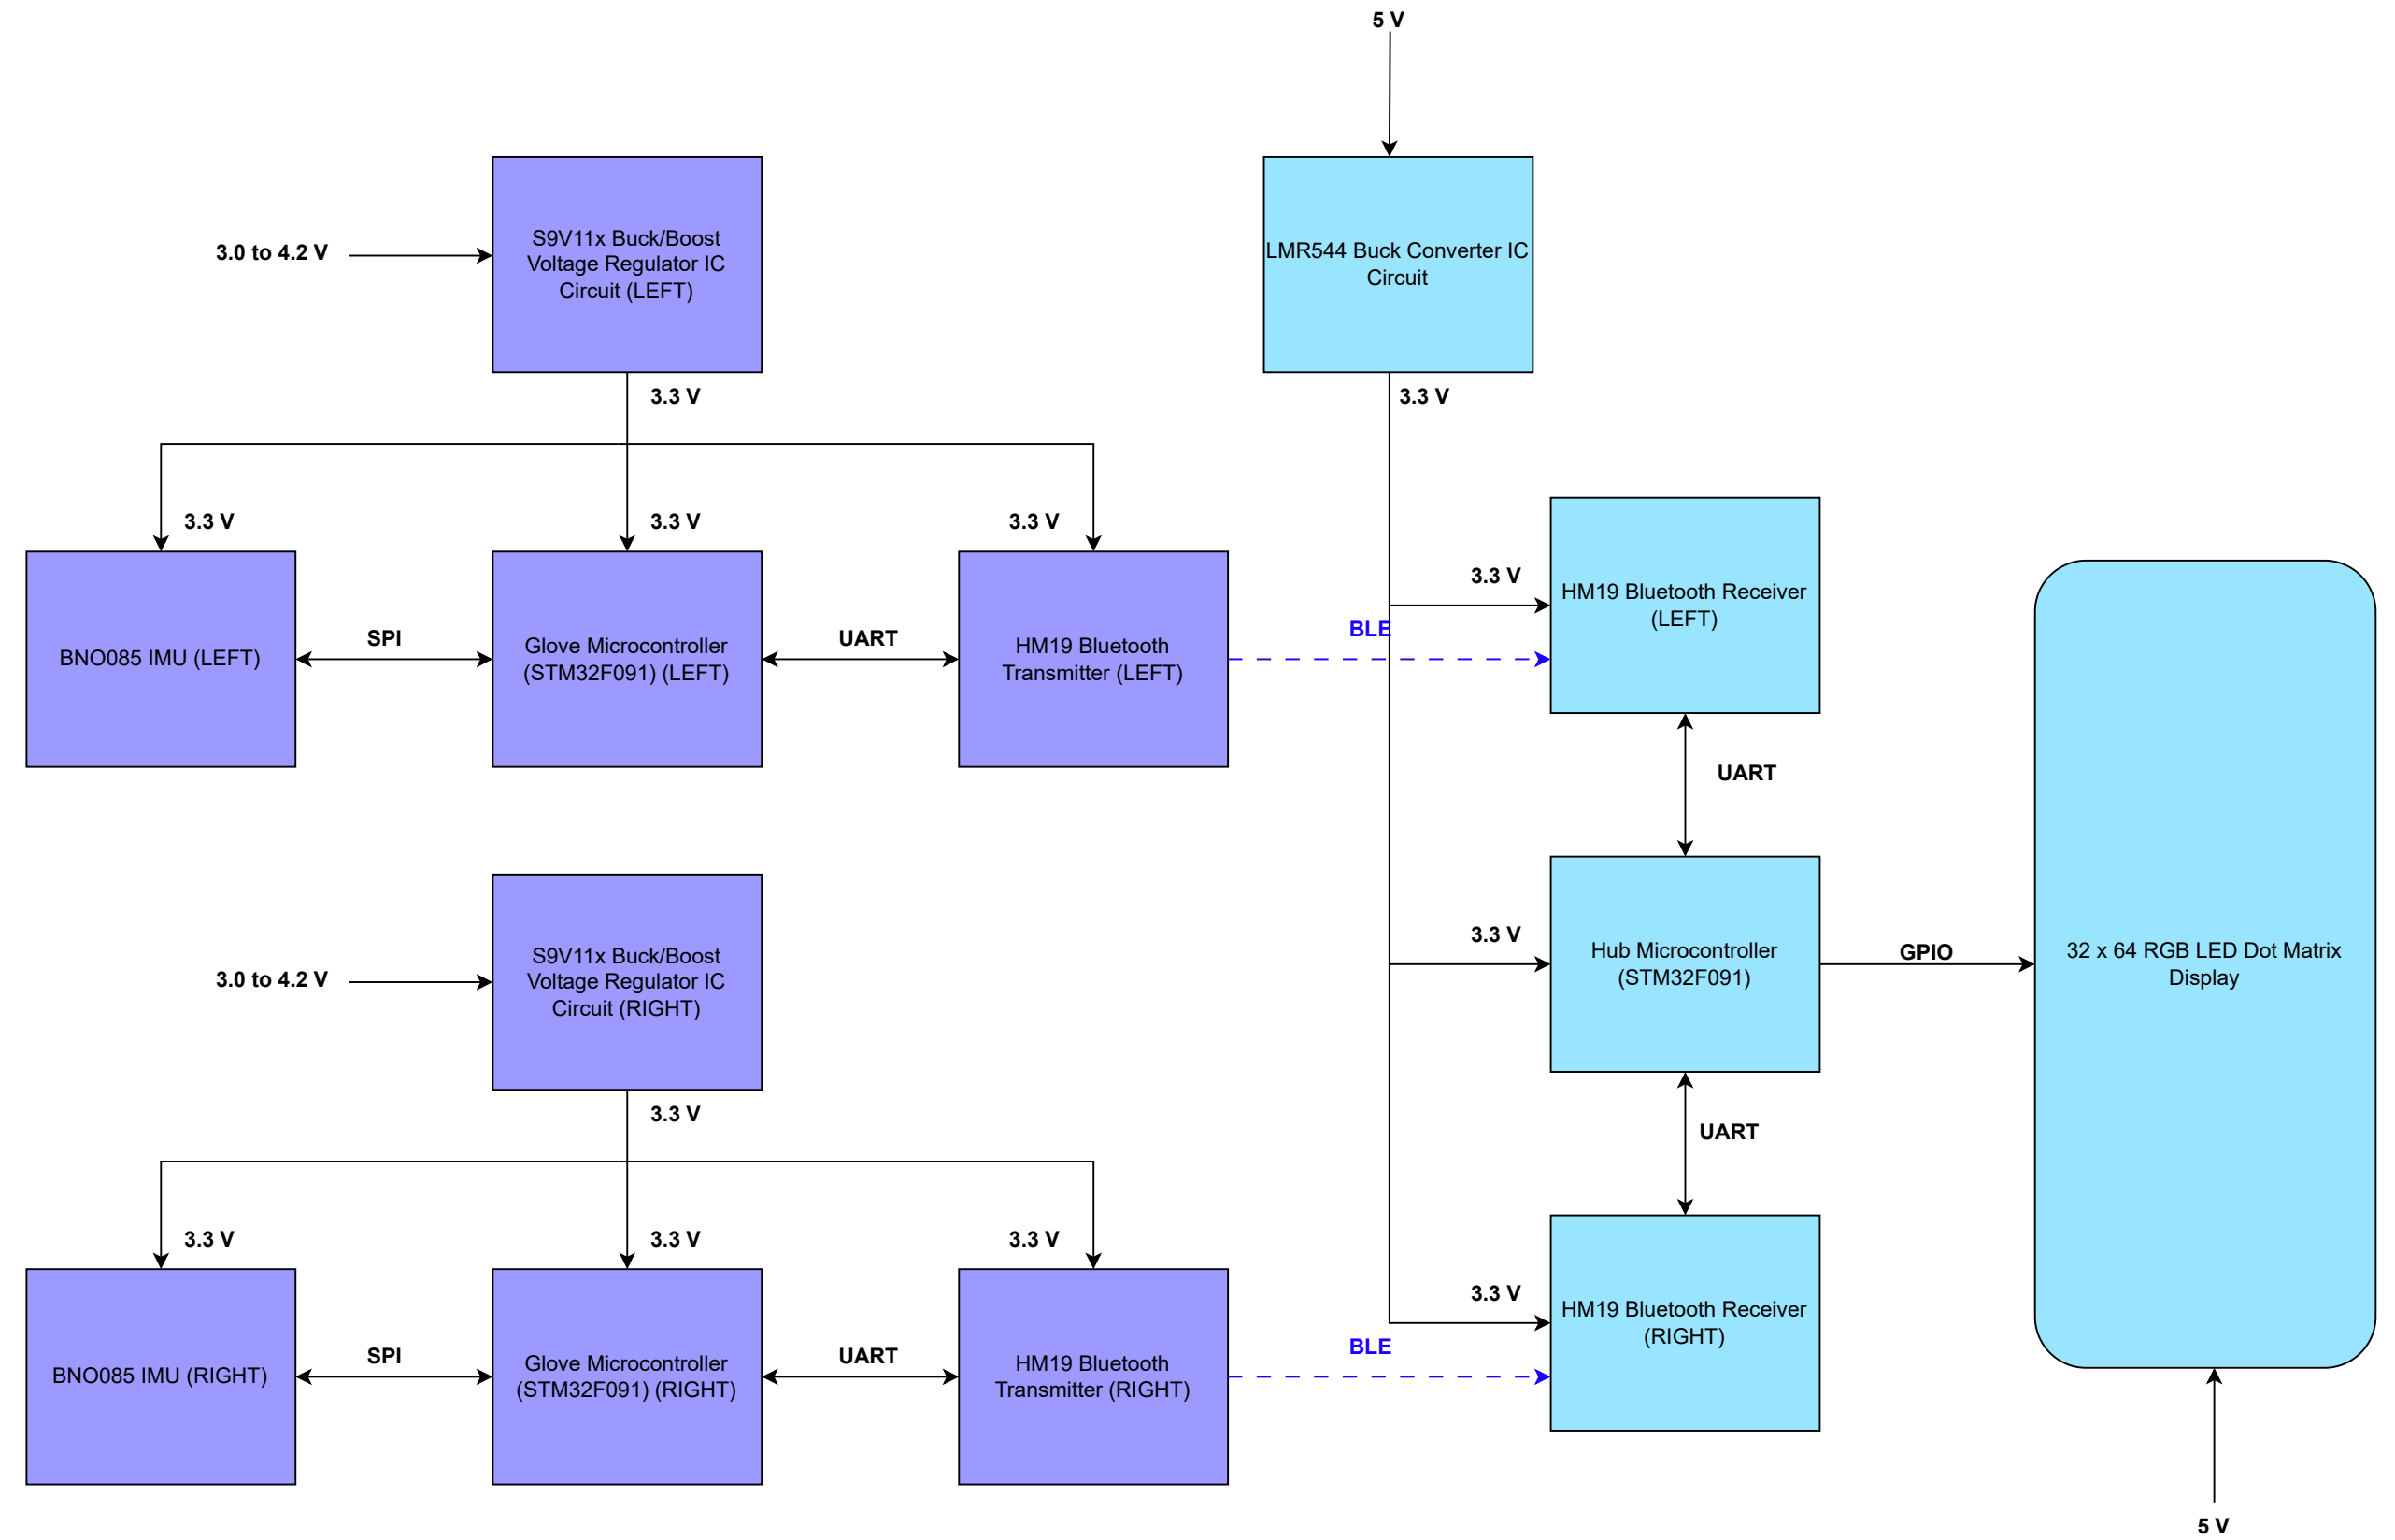 5 V
S9V11x Buck/Boost
Voltage Regulator IC
Circuit (LEFT)
3.0 to 4.2 V
LMR544 Buck Converter IC
Circuit
3.3 V
3.3 V
3.3 V
3.3 V
3.3 V
3.3 V
BNO085 IMU (LEFT)
SPI
Glove Microcontroller
(STM32F091) (LEFT)
UART
HM19 Bluetooth
Transmitter (LEFT)
BLE
HM19 Bluetooth Receiver
(LEFT)
UART
S9V11x Buck/Boost
Voltage Regulator IC
Circuit (RIGHT)
3.0 to 4.2 V
3.3 V
Hub Microcontroller
(STM32F091)
GPIO
32 x 64 RGB LED Dot Matrix
Display
3.3 V
UART
3.3 V
3.3 V
3.3 V
3.3 V
BNO085 IMU (RIGHT)
SPI
Glove Microcontroller
(STM32F091) (RIGHT)
UART
HM19 Bluetooth
Transmitter (RIGHT)
BLE
HM19 Bluetooth Receiver
(RIGHT)
5 V